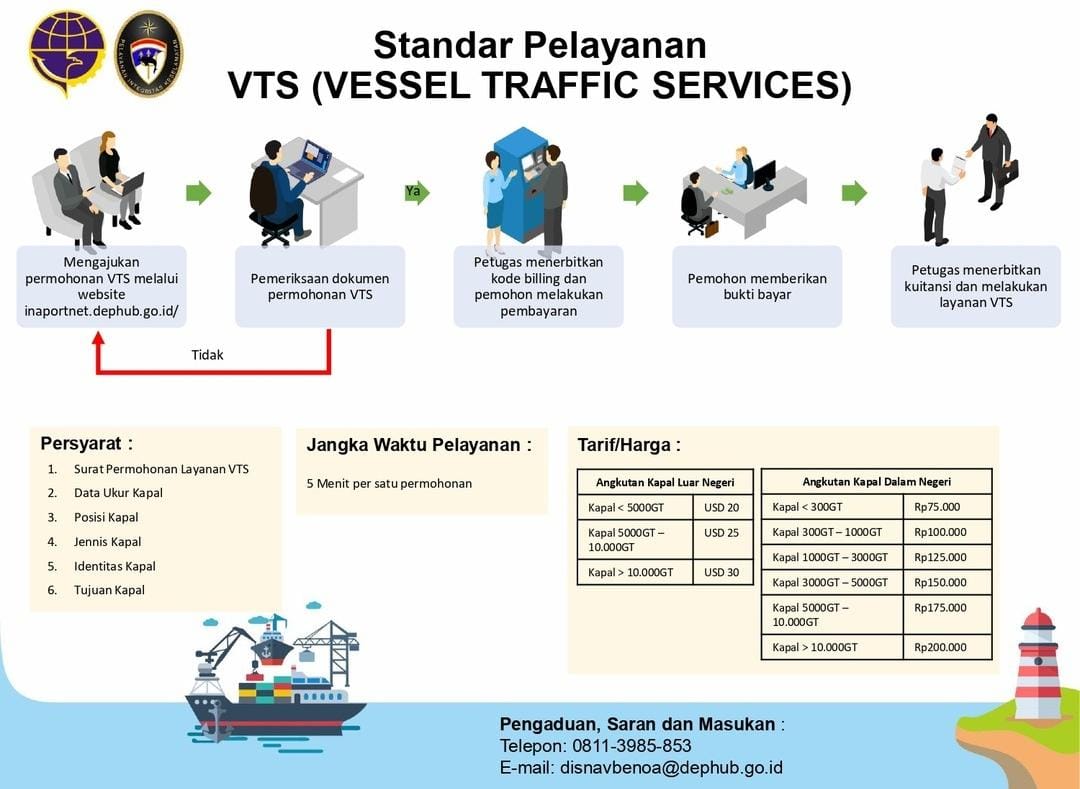 PELAYANAN INTEGRITAS KESELAMATAN
Standar Pelayanan
VTS (VESSEL TRAFFIC SERVICES)
Ya
Mengajukan
permohonan VTS melalui
website
inaportnet.dephub.go.id/
Pemeriksaan dokumen
permohonan VTS
Petugas menerbitkan
kode billing dan
pemohon melakukan
pembayaran
Pemohon memberikan
bukti bayar
Petugas menerbitkan
kuitansi dan melakukan
layanan VTS
Tidak
Persyarat :
1. Surat Permohonan Layanan VTS
2. Data Ukur Kapal
3. Posisi Kapal
4. Jennis Kapal
5. Identitas Kapal
6. Tujuan Kapal
Jangka Waktu Pelayanan :
5 Menit per satu permohonan
Tarif/Harga :
Angkutan Kapal Luar Negeri
Kapal < 5000GT USD 20
Kapal 5000GT – USD 25
10.000GT
Kapal > 10.000GT USD 30
Angkutan Kapal Dalam Negeri
Kapal < 300GT Rp75.000
Kapal 300GT – 1000GT Rp100.000
Kapal 1000GT – 3000GT Rp125.000
Kapal 3000GT – 5000GT Rp150.000
Kapal 5000GT – Rp175.000
10.000GT
Kapal > 10.000GT Rp200.000
Pengaduan, Saran dan Masukan :
Telepon: 0811-3985-853
E-mail: disnavbenoa@dephub.go.id